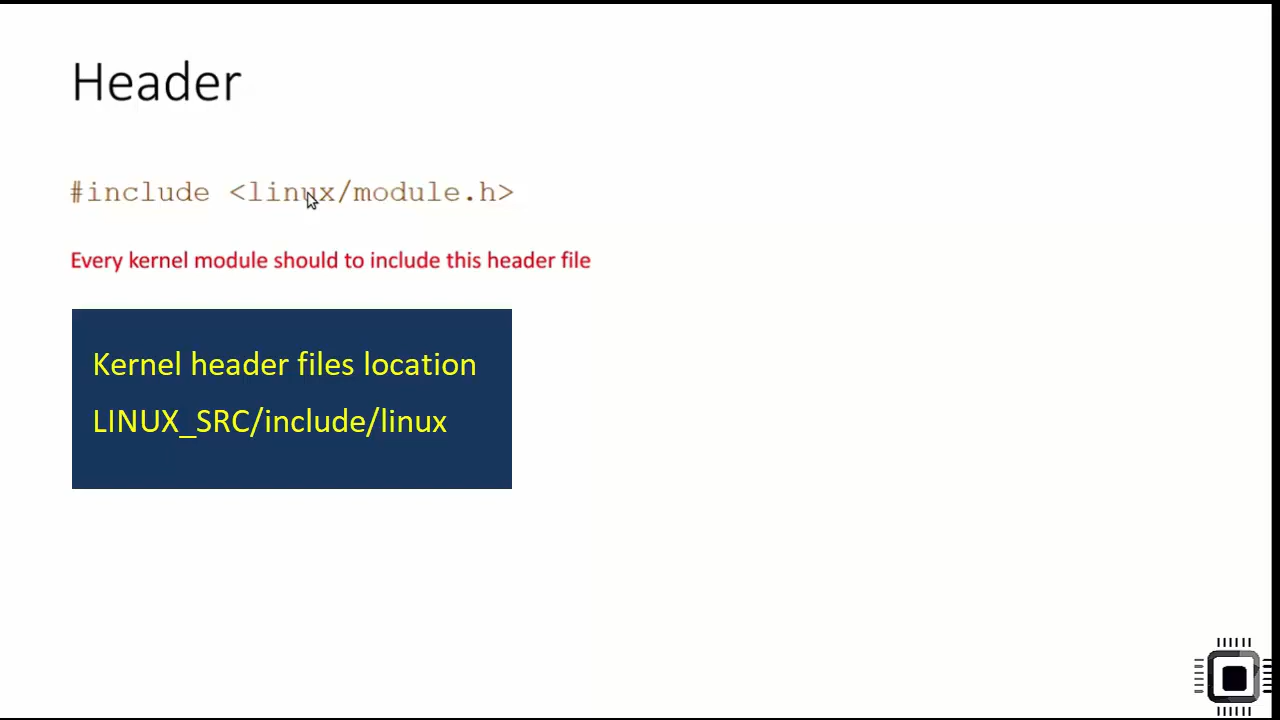 Header
#include <linux/module.h>
Every kernel module should to include this header file
Kernel header files location
LINUX_SRC/include/linux